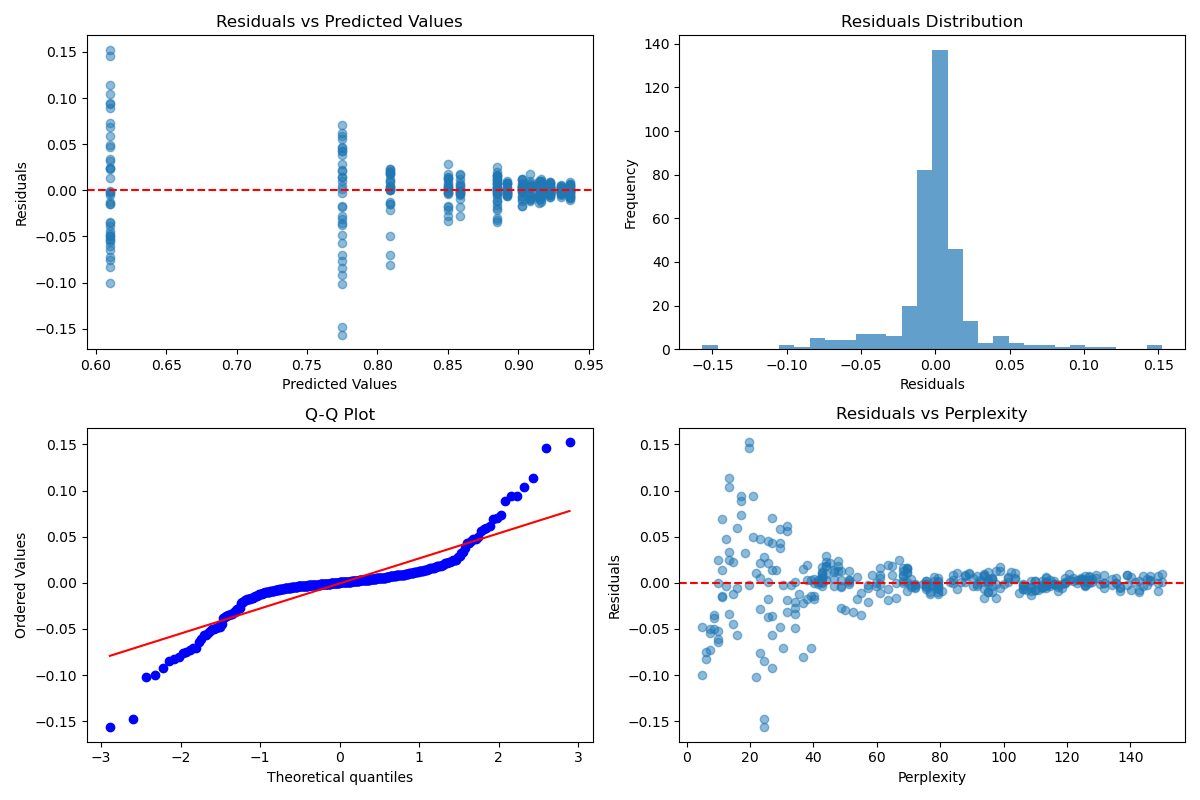 Residuals vs Predicted Values
Residuals
0.15
0.10
0.05
0.00
−0.05
−0.10
−0.15
0.60 0.65 0.70 0.75 0.80 0.85 0.90 0.95
Predicted Values
Residuals Distribution
Frequency
140
120
100
80
60
40
20
0
−0.15 −0.10 −0.05 0.00 0.05 0.10 0.15
Residuals
Q-Q Plot
Ordered Values
0.15
0.10
0.05
0.00
−0.05
−0.10
−0.15
−3 −2 −1 0 1 2 3
Theoretical quantiles
Residuals vs Perplexity
Residuals
0.15
0.10
0.05
0.00
−0.05
−0.10
−0.15
0 20 40 60 80 100 120 140
Perplexity